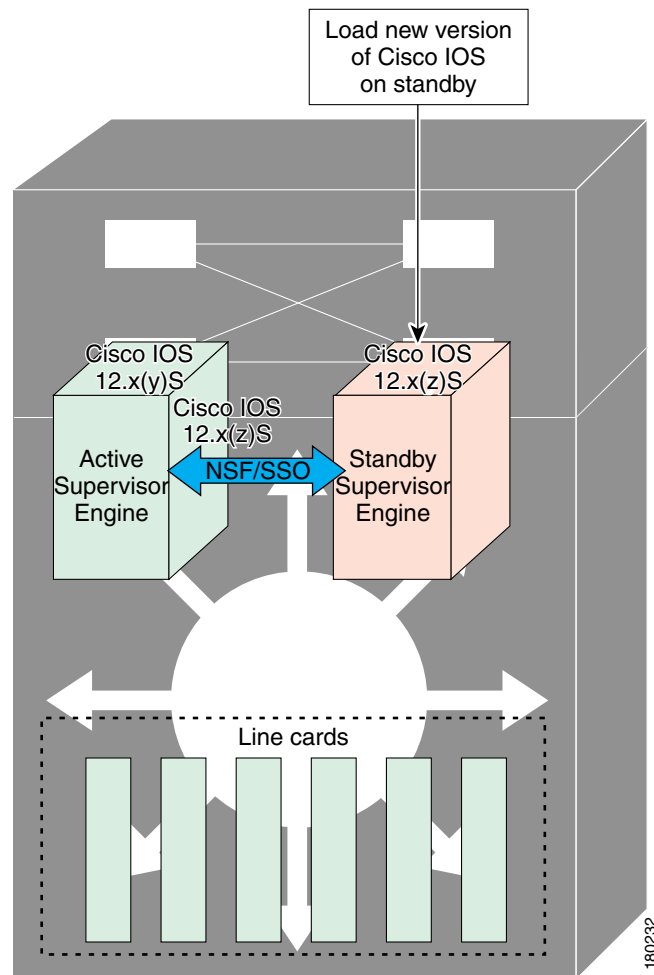 Load new version
of Cisco IOS
on standby
Cisco IOS
12.x(y)S
Cisco IOS
12.x(z)S
Cisco IOS
12.x(z)S
Active
Supervisor
Engine
NSF/SSO
Standby
Supervisor
Engine
Line cards
180232